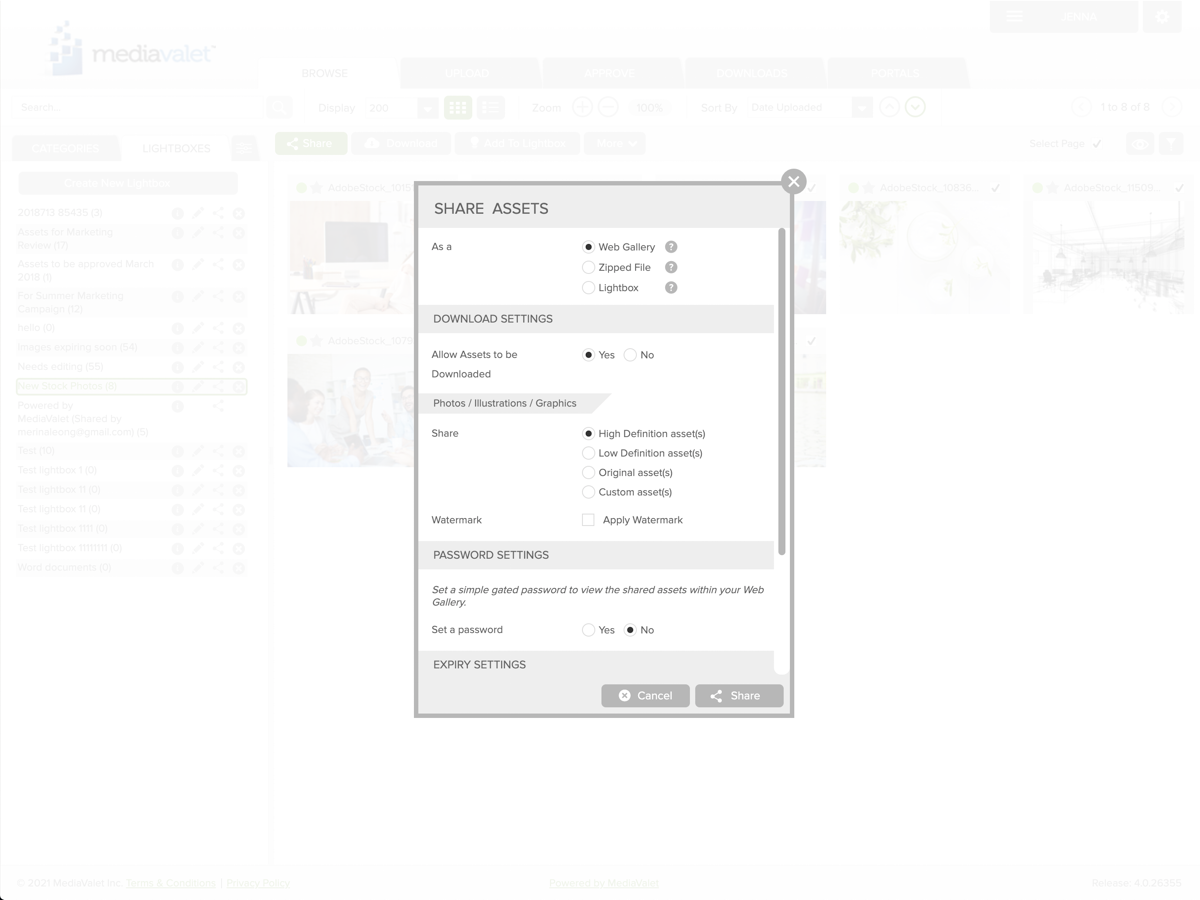 JENNA
mediavalet™
BROWSE
UPLOAD
APPROVE
DOWNLOADS
PORTALS
Search...
Display 200
Zoom
100%
Sort By Date Uploaded
1 to 8 of 8
CATEGORIES
LIGHTBOXES
Share
Download
Add To Lightbox
More
Select Page
Create New Lightbox
2018713 85435 (3)
Assets for Marketing
Review (17)
Assets to be approved March
2018 (1)
For Summer Marketing
Campaign (12)
hello (0)
Images expiring soon (54)
Needs editing (55)
New Stock Photos (8)
Powered by
MediaValet (Shared by
(5)
Test (10)
Test lightbox 1 (0)
Test lightbox 11 (0)
Test lightbox 11 (0)
Test lightbox 1111 (0)
Test lightbox 11111111 (0)
Word documents (0)
AdobeStock_1015
AdobeStock_10836...
AdobeStock_11509...
AdobeStock_1073
SHARE ASSETS
As a
Web Gallery ?
Zipped File ?
Lightbox ?
DOWNLOAD SETTINGS
Allow Assets to be
Downloaded
Yes No
Photos / Illustrations / Graphics
Share
High Definition asset(s)
Low Definition asset(s)
Original asset(s)
Custom asset(s)
Watermark Apply Watermark
PASSWORD SETTINGS
Set a simple gated password to view the shared assets within your Web
Gallery.
Set a password Yes No
EXPIRY SETTINGS
Cancel
Share
© 2021 MediaValet Inc. Terms & Conditions | Privacy Policy
Powered by MediaValet
Release: 4.0.26355